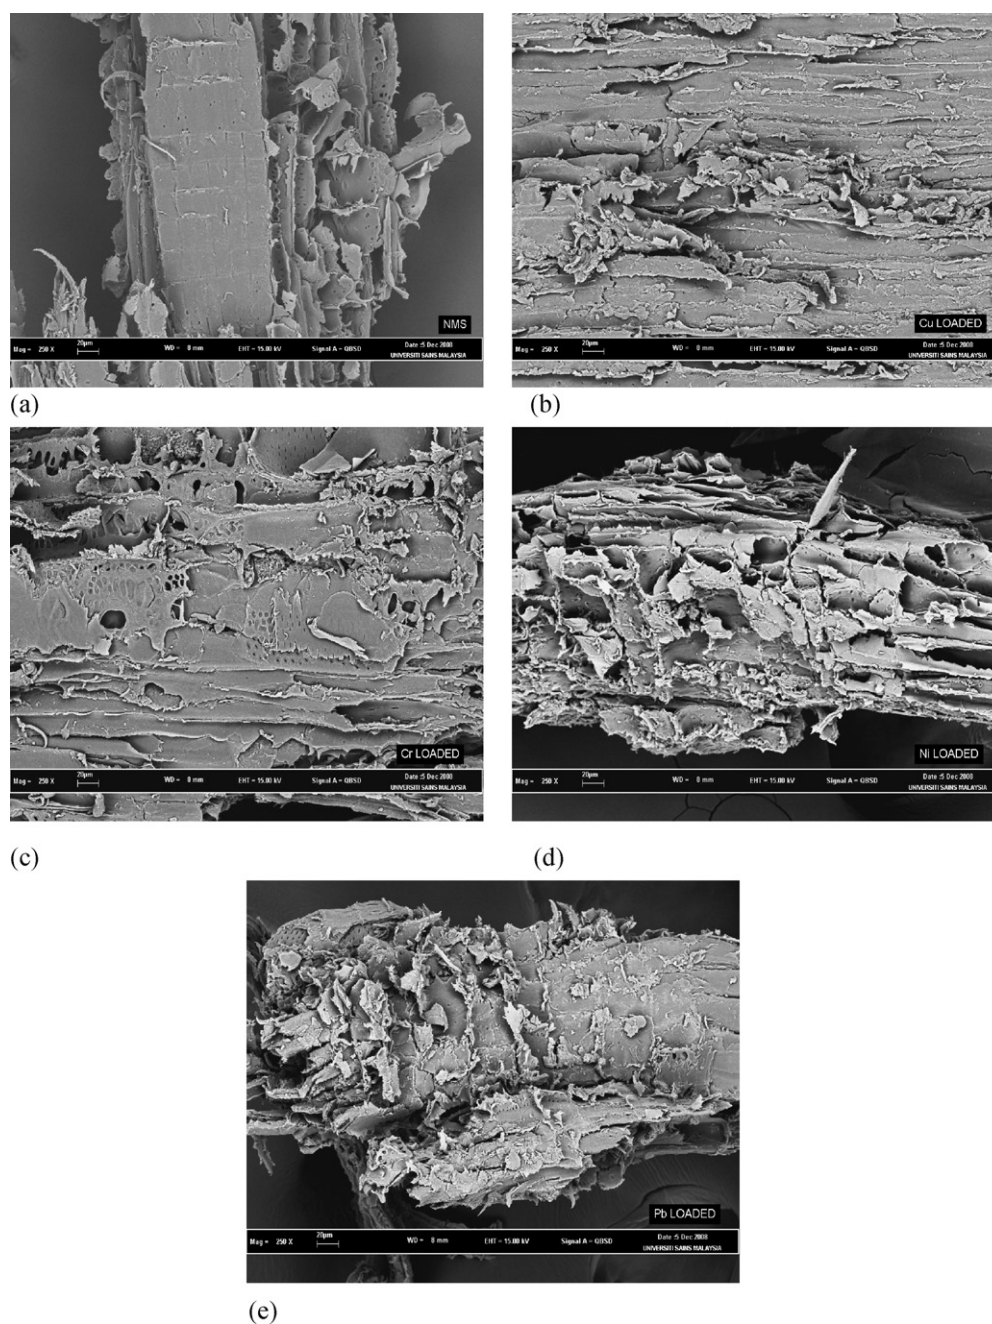 NMS
Mag = 250 X 20µm WD = 8 mm EHT = 15.00 kV Signal A = QBSD Date :5 Dec 2008
UNIVERSITI SAINS MALAYSIA
(a)
Cu LOADED
Mag = 250 X 20µm WD = 8 mm EHT = 15.00 kV Signal A = QBSD Date :5 Dec 2008
UNIVERSITI SAINS MALAYSIA
(b)
Cr LOADED
Mag = 250 X 20µm WD = 8 mm EHT = 15.00 kV Signal A = QBSD Date :5 Dec 2008
UNIVERSITI SAINS MALAYSIA
(c)
Ni LOADED
Mag = 250 X 20µm WD = 8 mm EHT = 15.00 kV Signal A = QBSD Date :5 Dec 2008
UNIVERSITI SAINS MALAYSIA
(d)
Pb LOADED
Mag = 250 X 20µm WD = 8 mm EHT = 15.00 kV Signal A = QBSD Date :5 Dec 2008
UNIVERSITI SAINS MALAYSIA
(e)